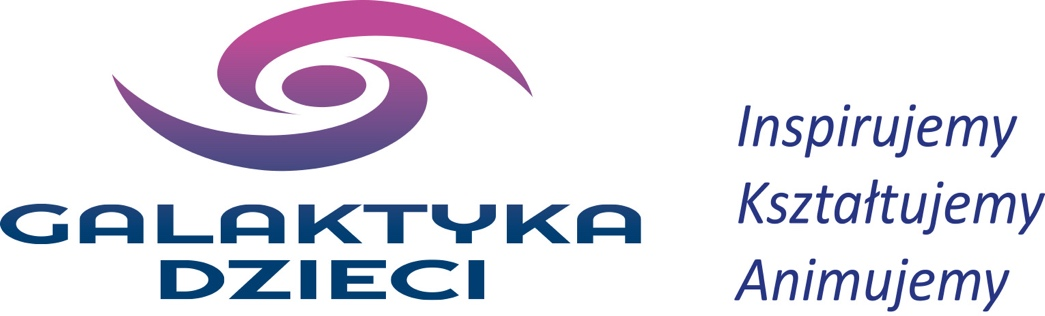 GALAKTYKA
DZIECI
Inspirujemy
Kształtujemy
Animujemy